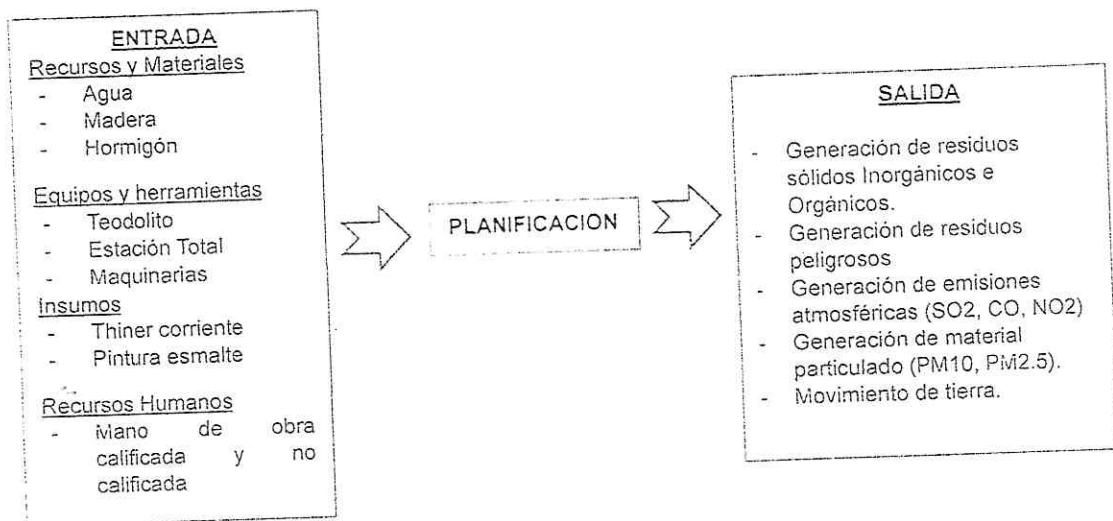 ENTRADA
Recursos y Materiales
- Agua
- Madera
- Hormigón
Equipos y herramientas
- Teodolito
- Estación Total
- Maquinarias
Insumos
- Thiner corriente
- Pintura esmalte
Recursos Humanos
- Mano de obra
calificada y no
calificada
PLANIFICACION
SALIDA
- Generación de residuos
sólidos Inorgánicos e
Orgánicos.
- Generación de residuos
peligrosos
- Generación de emisiones
atmosféricas (SO2, CO, NO2)
- Generación de material
particulado (PM10, PM2.5).
- Movimiento de tierra.